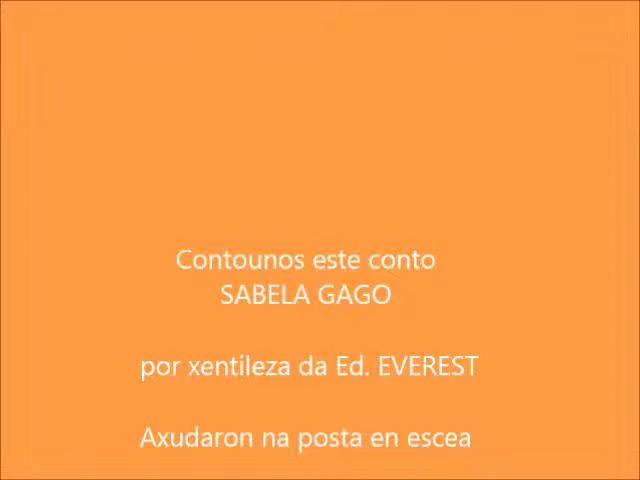 Contounos este conto
SABELA GAGO
por xentileza da Ed. EVEREST
Axudaron na posta en escea